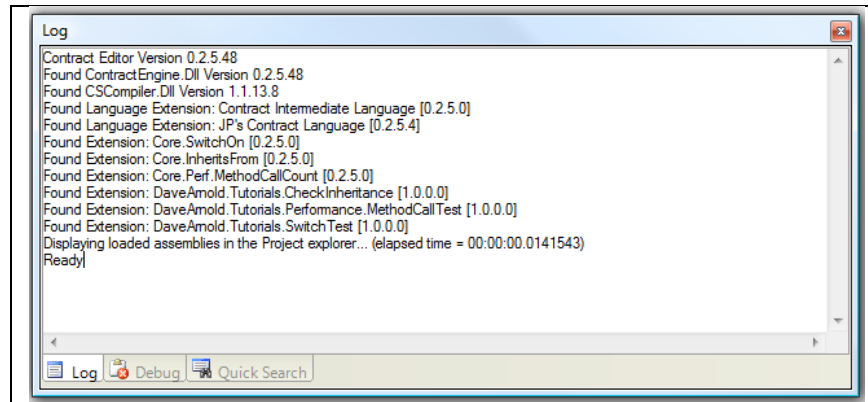 Log
Contract Editor Version 0.2.5.48
Found ContractEngine.Dll Version 0.2.5.48
Found CSCompiler.Dll Version 1.1.13.8
Found Language Extension: Contract Intermediate Language [0.2.5.0]
Found Language Extension: JP's Contract Language [0.2.5.4]
Found Extension: Core.SwitchOn [0.2.5.0]
Found Extension: Core.InheritsFrom [0.2.5.0]
Found Extension: Core.Perf.MethodCallCount [0.2.5.0]
Found Extension: DaveArnold.Tutorials.CheckInheritance [1.0.0.0]
Found Extension: DaveArnold.Tutorials.Performance.MethodCallTest [1.0.0.0]
Found Extension: DaveArnold.Tutorials.SwitchTest [1.0.0.0]
Displaying loaded assemblies in the Project explorer... (elapsed time = 00:00:00.0141543)
Ready
Log Debug Quick Search